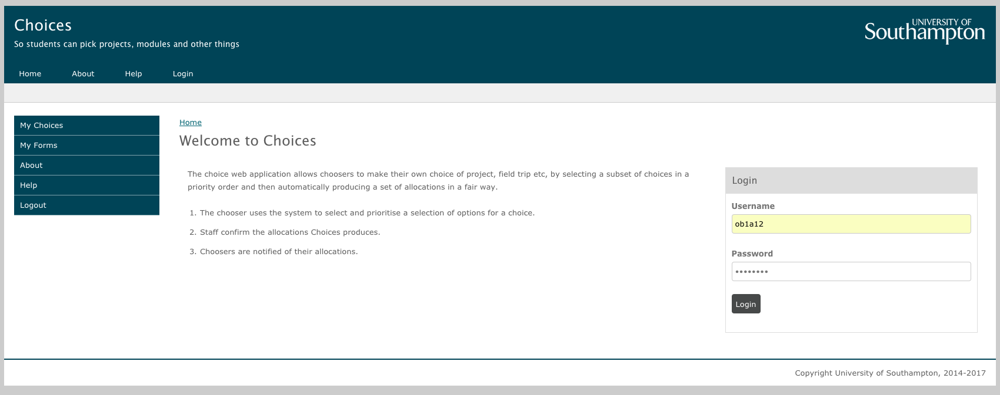 Choices
So students can pick projects, modules and other things
UNIVERSITY OF
Southampton
Home About Help Login
My Choices
My Forms
About
Help
Logout
Home
Welcome to Choices
The choice web application allows choosers to make their own choice of project, field trip etc, by selecting a subset of choices in a
priority order and then automatically producing a set of allocations in a fair way.
1. The chooser uses the system to select and prioritise a selection of options for a choice.
2. Staff confirm the allocations Choices produces.
3. Choosers are notified of their allocations.
Login
Username
ob1a12
Password
••••••••
Login
Copyright University of Southampton, 2014-2017